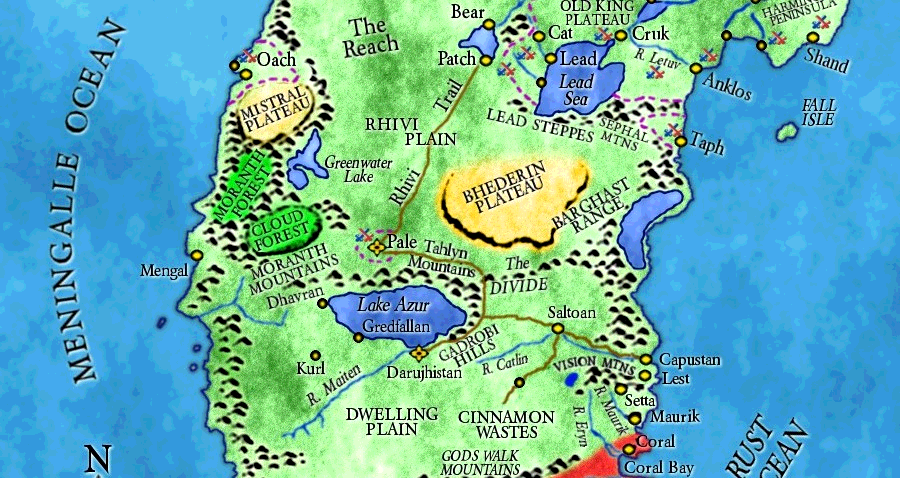 Bear
OLD KING
PLATEAU
HARMIN
PENINSULA
The
Reach
Cat
Cruk
Oach
Patch
Lead
R. Letuv
Shand
Lead
Sea
Anklos
MISTRAL
PLATEAU
Rhivi Trail
FALL
ISLE
RHIVI
PLAIN
LEAD STEPPES
SEPHAL
MTNS
Taph
MENINGALLE OCEAN
Greenwater
Lake
MORANTH
FOREST
BHEDERIN
PLATEAU
BARGHAST
RANGE
CLOUD
FOREST
Pale
Tahlyn
Mountains
Mengal
MORANTH
MOUNTAINS
The
DIVIDE
Dhavran
Lake Azur
Gredfallan
Saltoan
GADROBI
HILLS
Kurl
Darujhistan
R. Catlin
VISION MTNS
Capustan
Lest
R. Maiten
Setta
DWELLING
PLAIN
CINNAMON
WASTES
R. Eryn
R. Maurik
Maurik
Coral
RUST
CEAN
N
GODS WALK
MOUNTAINS
Coral Bay